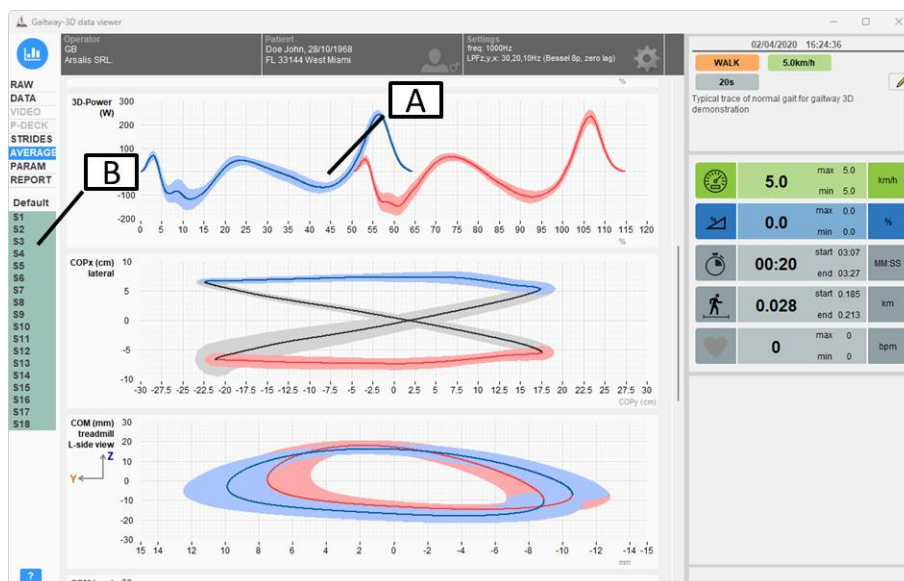 Gaitway-3D data viewer
Operator
GB
Arsalis SRL.
Patient
Doe John, 28/10/1968
FL 33144 West Miami
Settings
freq: 1000Hz
LPFz,y,x: 30,20,10Hz (Bessel 8p, zero lag)
RAW
DATA
VIDEO
P-DECK
STRIDES
AVERAGE
PARAM
REPORT
Default
S1
S2
S3
S4
S5
S6
S7
S8
S9
S10
S11
S12
S13
S14
S15
S16
S17
S18
?
A
B
%
3D-Power
(W)
300
200
100
0
-100
-200
0 5 10 15 20 25 30 35 40 45 50 55 60 65 70 75 80 85 90 95 100 105 110 115 120
%
COPx (cm)
lateral
10
5
0
-5
-10
-30 -27.5 -25 -22.5 -20 -17.5 -15 -12.5 -10 -7.5 -5 -2.5 0 2.5 5 7.5 10 12.5 15 17.5 20 22.5 25 27.5 30
COPy (cm)
COM (mm)
treadmill
L-side view
Z
Y
30
20
10
0
-10
-20
-30
15 14 12 10 8 6 4 2 0 -2 -4 -6 -8 -10 -12 -14 -15
mm
02/04/2020 16:24:36
WALK
5.0km/h
20s
Typical trace of normal gait for gaitway 3D
demonstration
5.0
max 5.0
min 5.0
km/h
%
0.0
max 0.0
min 0.0
%
00:20
start 03:07
end 03:27
MM:SS
0.028
start 0.185
end 0.213
km
0
max 0
min 0
bpm